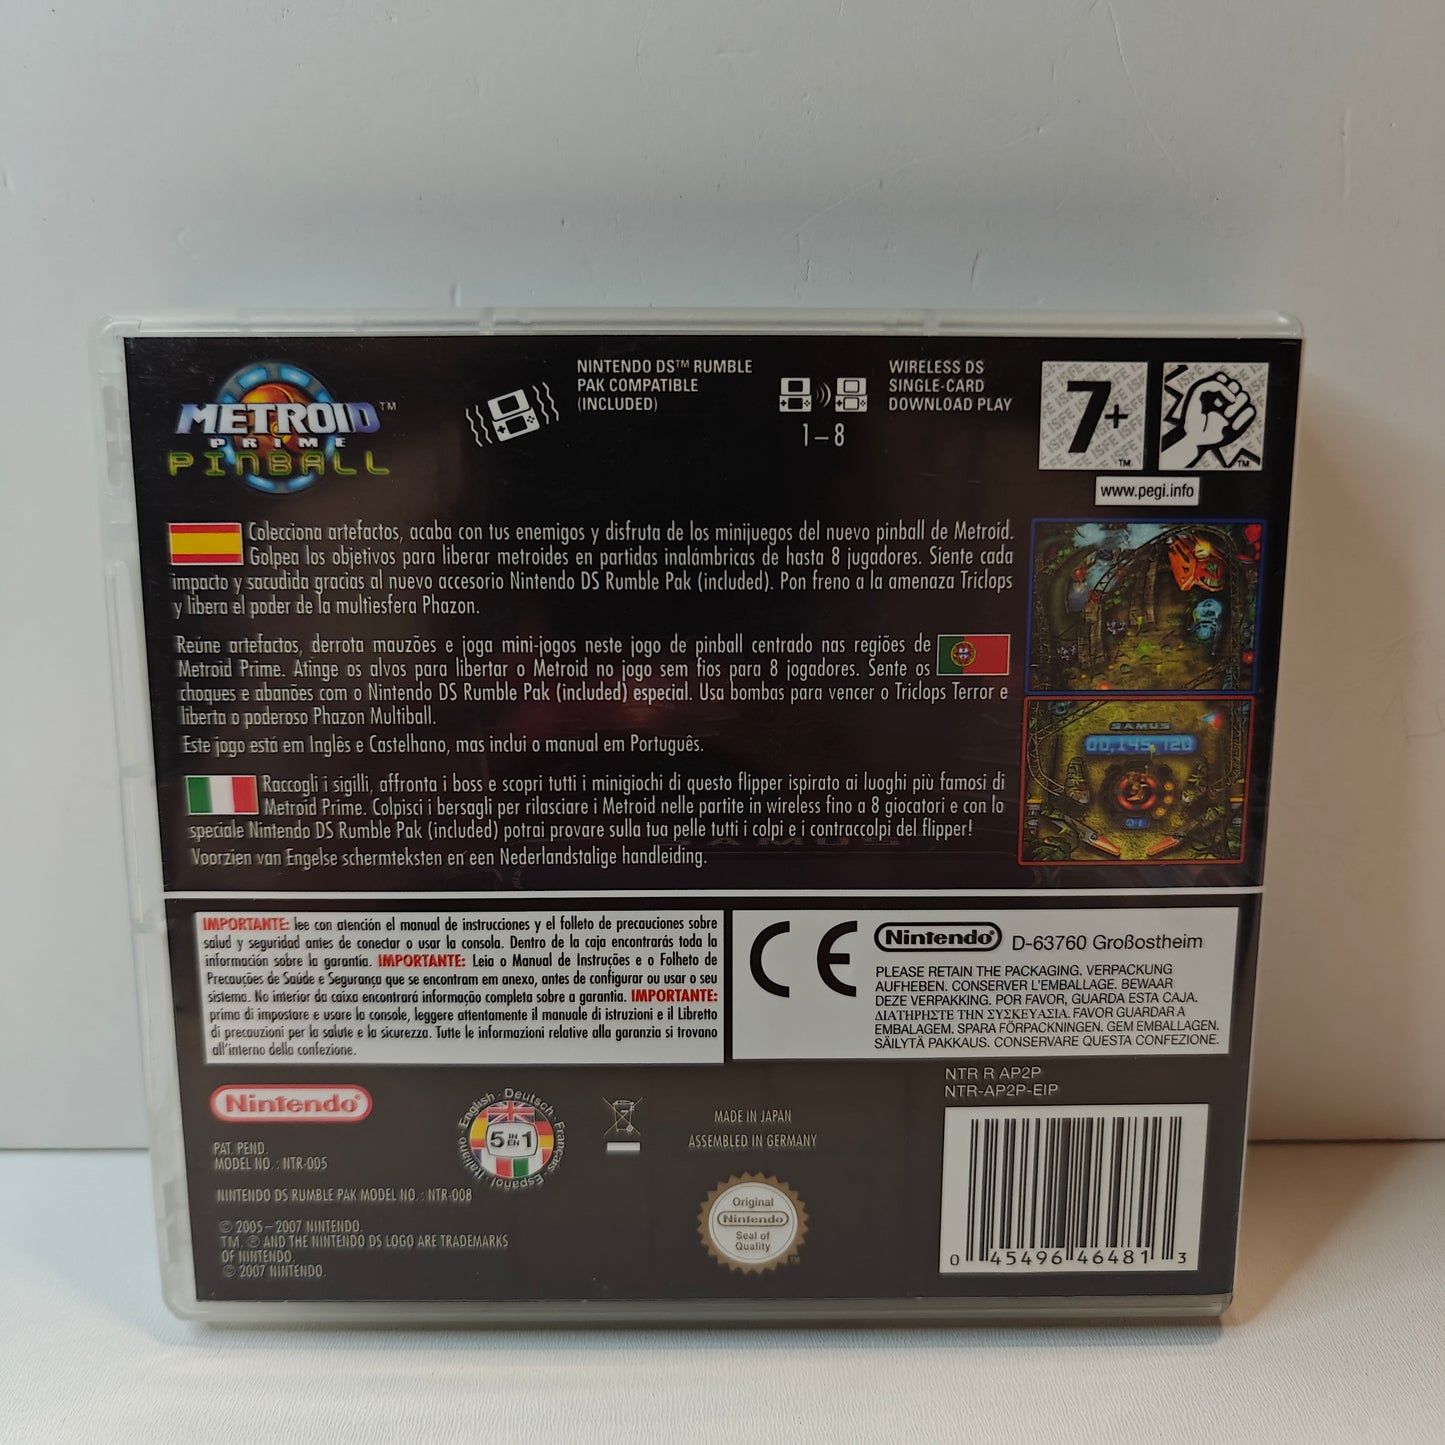 METROID™
PRIME
PINBALL
NINTENDO DS™ RUMBLE
PAK COMPATIBLE
(INCLUDED)
1–8
WIRELESS DS
SINGLE-CARD
DOWNLOAD PLAY
7+
™
™
www.pegi.info
Colecciona artefactos, acaba con tus enemigos y disfruta de los minijuegos del nuevo pinball de Metroid.
Golpea los objetivos para liberar metroides en partidas inalámbricas de hasta 8 jugadores. Siente cada
impacto y sacudida gracias al nuevo accesorio Nintendo DS Rumble Pak (included). Pon freno a la amenaza Triclops
y libera el poder de la multiesfera Phazon.
Reúne artefactos, derrota mauzões e joga mini-jogos neste jogo de pinball centrado nas regiões de
Metroid Prime. Atinge os alvos para libertar o Metroid no jogo sem fios para 8 jogadores. Sente os
choques e abanões com o Nintendo DS Rumble Pak (included) especial. Usa bombas para vencer o Triclops Terror e
liberta o poderoso Phazon Multiball.
Este jogo está em Inglês e Castelhano, mas inclui o manual em Português.
Raccogli i sigilli, affronta i boss e scopri tutti i minigiochi di questo flipper ispirato ai luoghi più famosi di
Metroid Prime. Colpisci i bersagli per rilasciare i Metroid nelle partite in wireless fino a 8 giocatori e con lo
speciale Nintendo DS Rumble Pak (included) potrai provare sulla tua pelle tutti i colpi e i contraccolpi del flipper!
Voorzien van Engelse schermteksten en een Nederlandstalige handleiding.
SAMUS
00,145,720
IMPORTANTE: lee con atención el manual de instrucciones y el folleto de precauciones sobre
salud y seguridad antes de conectar o usar la consola. Dentro de la caja encontrarás toda la
información sobre la garantía. IMPORTANTE: Leia o Manual de Instruções e o Folheto de
Precauções de Saúde e Segurança que se encontram em anexo, antes de configurar ou usar o seu
sistema. No interior da caixa encontrará informação completa sobre a garantia. IMPORTANTE:
prima di impostare e usare la console, leggere attentamente il manuale di istruzioni e il Libretto
di precauzioni per la salute e la sicurezza. Tutte le informazioni relative alla garanzia si trovano
all'interno della confezione.
CE
Nintendo® D-63760 Großostheim
PLEASE RETAIN THE PACKAGING. VERPACKUNG
AUFHEBEN. CONSERVER L'EMBALLAGE. BEWAAR
DEZE VERPAKKING. POR FAVOR, GUARDA ESTA CAJA.
ΔΙΑΤΗΡΗΣΤΕ ΤΗΝ ΣΥΣΚΕΥΑΣΙΑ. FAVOR GUARDAR A
EMBALAGEM. SPARA FÖRPACKNINGEN. GEM EMBALLAGEN.
SÄILYTÄ PAKKAUS. CONSERVARE QUESTA CONFEZIONE.
Nintendo®
PAT. PEND.
MODEL NO.: NTR-005
NINTENDO DS RUMBLE PAK MODEL NO.: NTR-008
© 2005–2007 NINTENDO.
TM, ® AND THE NINTENDO DS LOGO ARE TRADEMARKS
OF NINTENDO.
© 2007 NINTENDO.
English · Deutsch · Français · Español · Italiano ·
5 IN EN 1
MADE IN JAPAN
ASSEMBLED IN GERMANY
Original
Nintendo®
Seal of
Quality
™
NTR R AP2P
NTR-AP2P-EIP
0 45496 46481 3